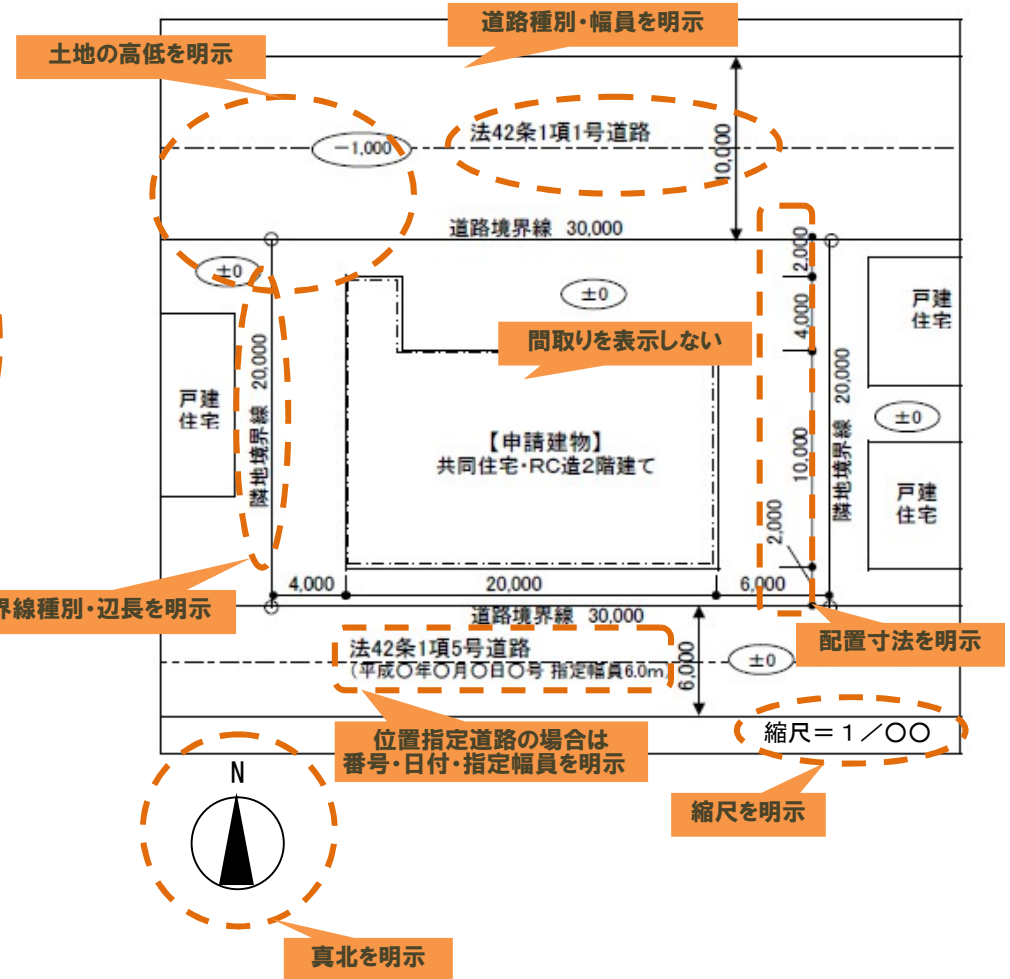 道路種別・幅員を明示
土地の高低を明示
法42条1項1号道路
－1,000
10,000
道路境界線 30,000
±0
±0
2,000
4,000
戸建
住宅
間取りを表示しない
隣地境界線 20,000
戸建
住宅
【申請建物】
共同住宅・RC造2階建て
10,000
隣地境界線 20,000
±0
戸建
住宅
2,000
4,000
20,000
6,000
界線種別・辺長を明示
道路境界線 30,000
配置寸法を明示
法42条1項5号道路
(平成〇年〇月〇日〇号 指定幅員6.0m)
6,000
±0
位置指定道路の場合は
番号・日付・指定幅員を明示
縮尺＝１／〇〇
縮尺を明示
N
真北を明示